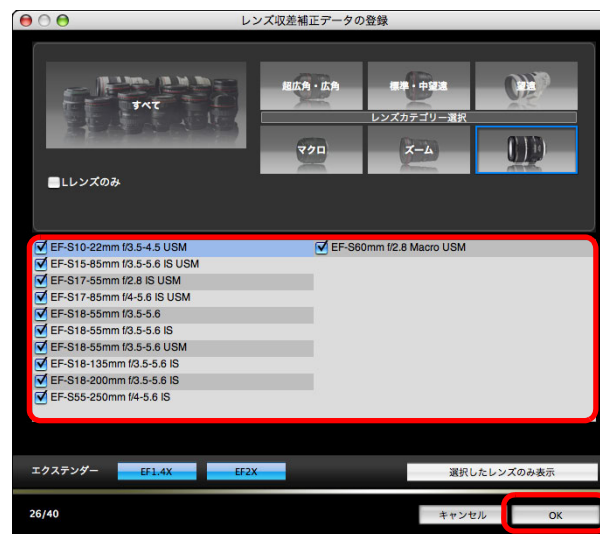 レンズ収差補正データの登録
すべて
超広角・広角
標準・中望遠
望遠
レンズカテゴリー選択
マクロ
ズーム
Lレンズのみ
EF-S10-22mm f/3.5-4.5 USM
EF-S15-85mm f/3.5-5.6 IS USM
EF-S17-55mm f/2.8 IS USM
EF-S17-85mm f/4-5.6 IS USM
EF-S18-55mm f/3.5-5.6
EF-S18-55mm f/3.5-5.6 IS
EF-S18-55mm f/3.5-5.6 USM
EF-S18-135mm f/3.5-5.6 IS
EF-S18-200mm f/3.5-5.6 IS
EF-S55-250mm f/4-5.6 IS
EF-S60mm f/2.8 Macro USM
エクステンダー
EF1.4X
EF2X
選択したレンズのみ表示
26/40
キャンセル
OK